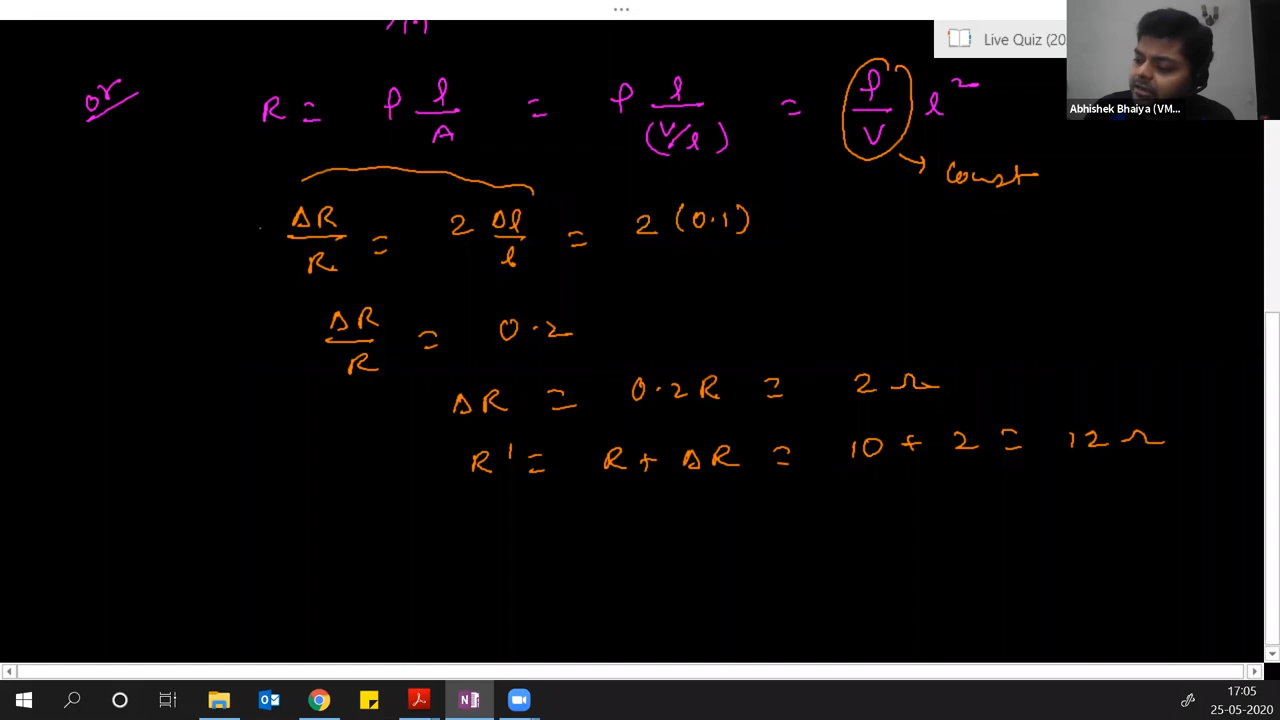 Live Quiz (20
Abhishek Bhaiya (VM...
or R = ρ l/A = ρ l/(V/l) = ρ/V l²
const
ΔR/R = 2 Δl/l = 2 (0.1)
ΔR/R = 0.2
ΔR = 0.2R = 2 Ω
R' = R + ΔR = 10 + 2 = 12 Ω
17:05
25-05-2020